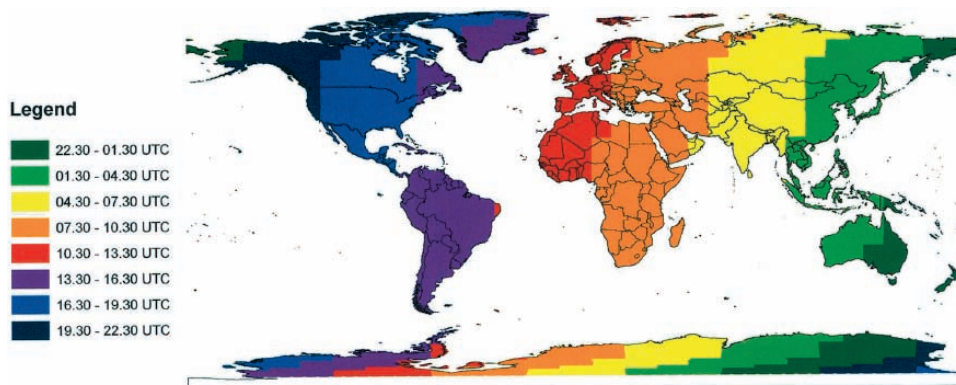 Legend
22.30 - 01.30 UTC
01.30 - 04.30 UTC
04.30 - 07.30 UTC
07.30 - 10.30 UTC
10.30 - 13.30 UTC
13.30 - 16.30 UTC
16.30 - 19.30 UTC
19.30 - 22.30 UTC